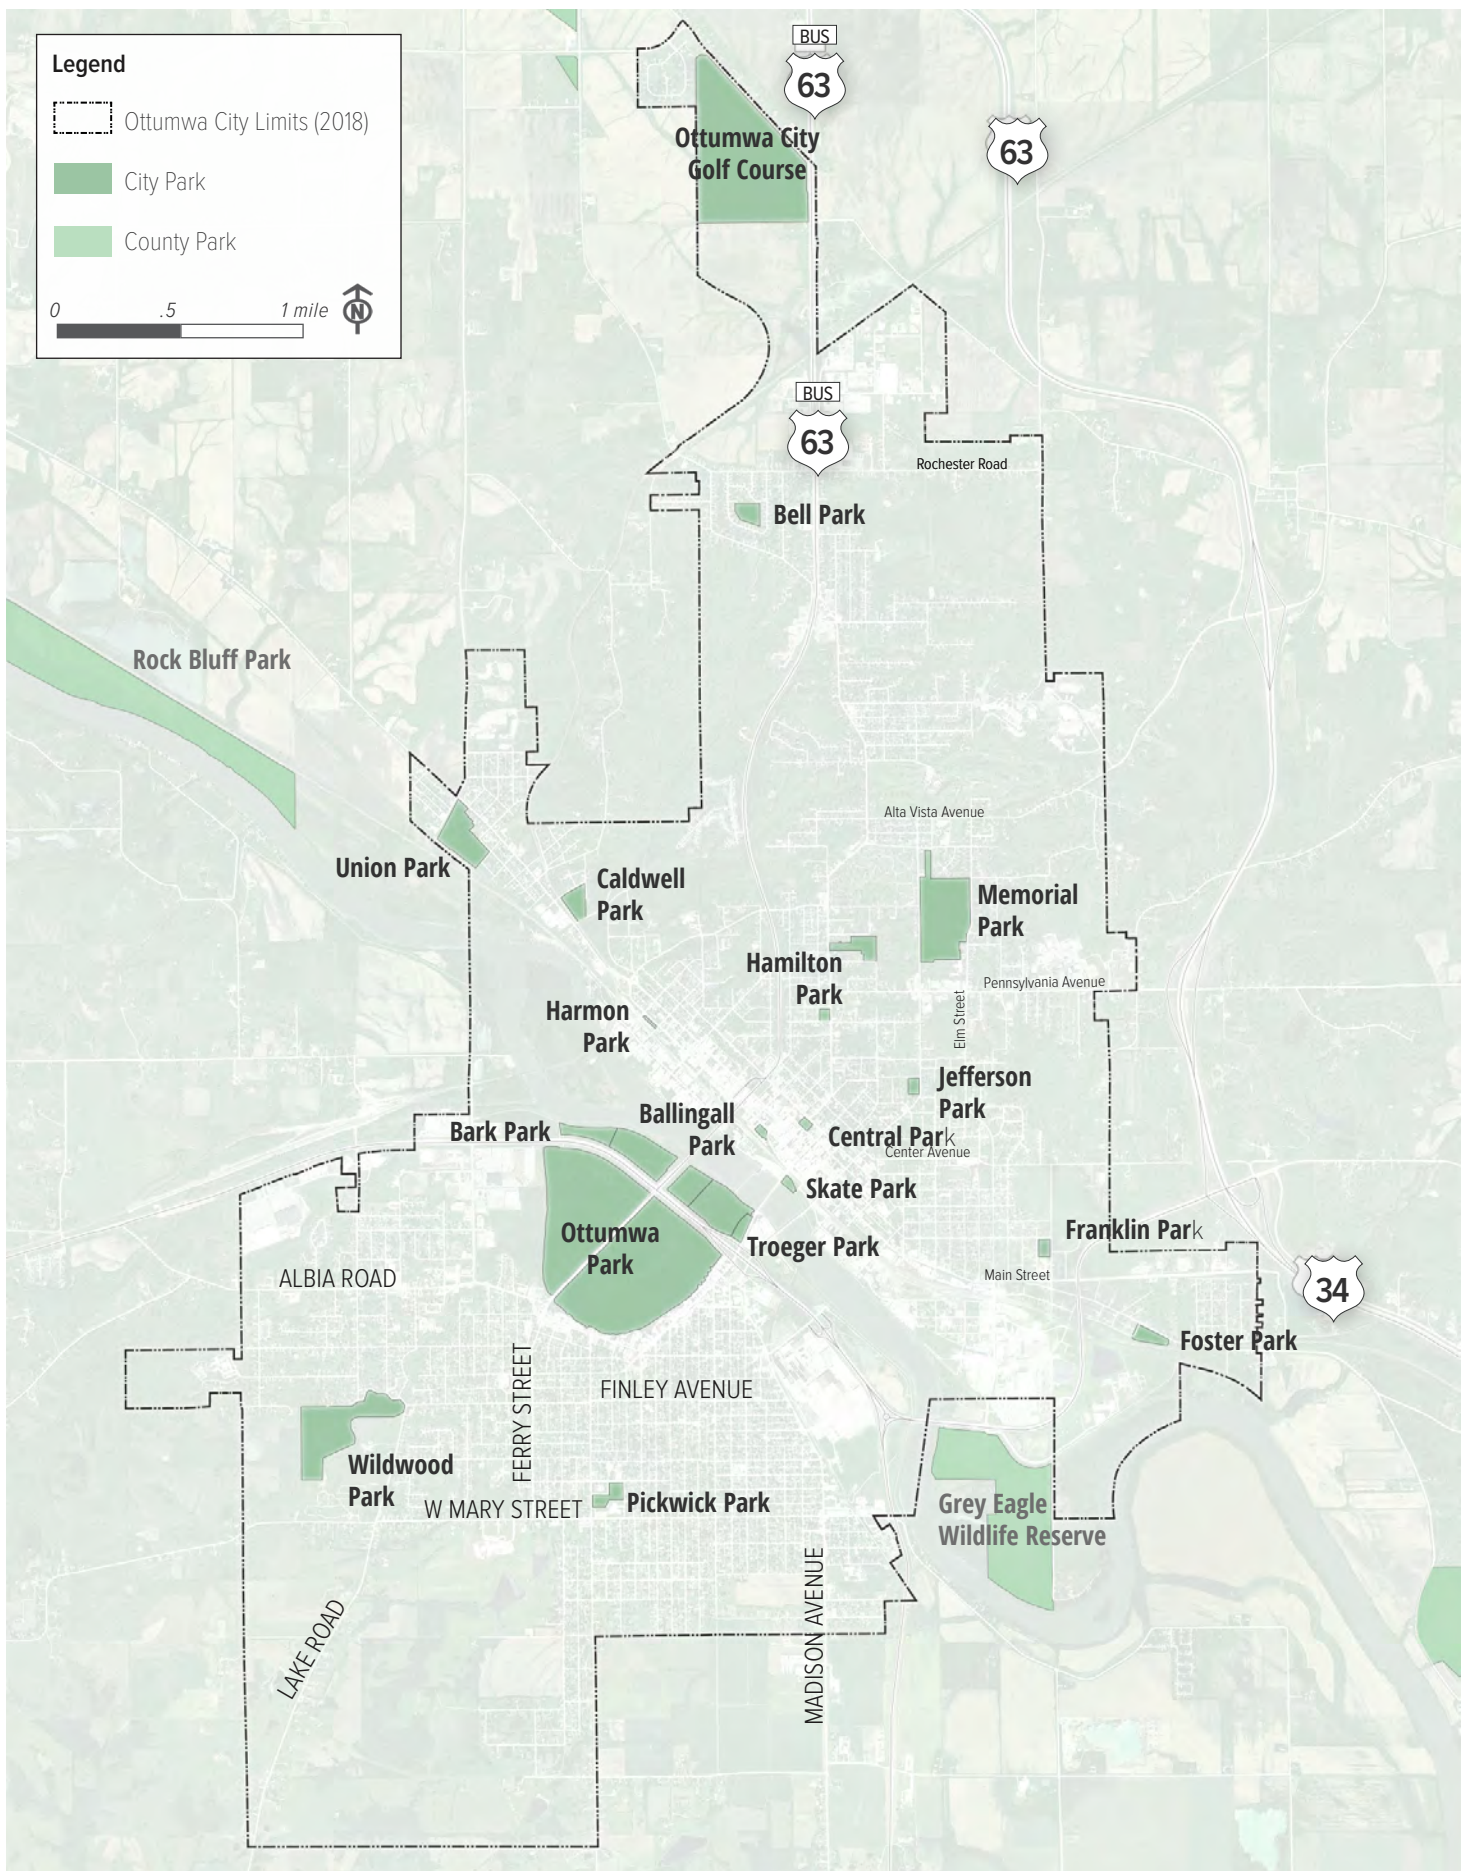 Legend
Ottumwa City Limits (2018)
City Park
County Park
0 .5 1 mile
N
BUS
63
63
Ottumwa City
Golf Course
BUS
63
Rochester Road
Bell Park
Rock Bluff Park
Alta Vista Avenue
Union Park
Caldwell
Park
Memorial
Park
Hamilton
Park
Pennsylvania Avenue
Harmon
Park
Elm Street
Jefferson
Park
Ballingall
Park
Bark Park
Central Park
Center Avenue
Skate Park
Ottumwa
Park
Troeger Park
Franklin Park
ALBIA ROAD
Main Street
34
Foster Park
FERRY STREET
FINLEY AVENUE
Wildwood
Park
W MARY STREET
Pickwick Park
Grey Eagle
Wildlife Reserve
LAKE ROAD
MADISON AVENUE